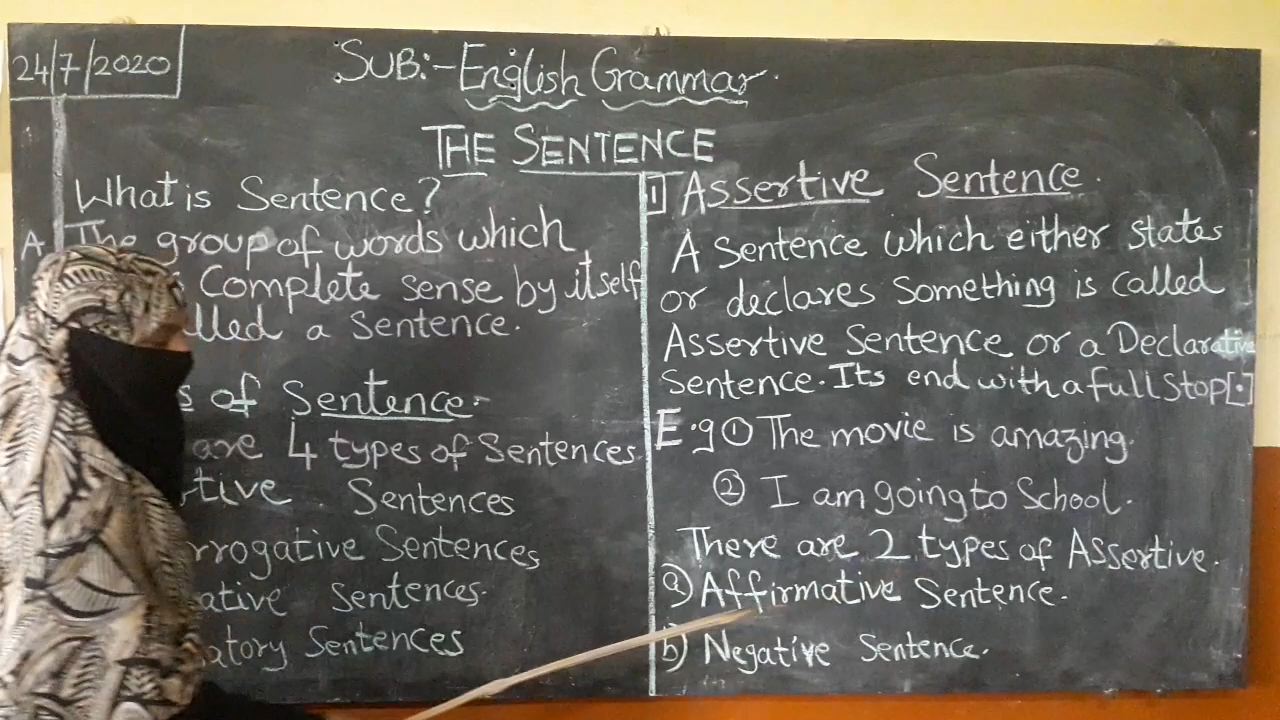 24/7/2020
SUB:- English Grammar.
THE SENTENCE
What is Sentence?
A. The group of words which
Complete sense by itself
a Sentence.
of Sentence.
are 4 types of Sentences.
Sentences
Sentences
Sentences.
Sentences
1 Assertive Sentence.
A Sentence which either states
or declares Something is called
Assertive Sentence or a Declarative
Sentence. Its end with a full Stop[.]
E.g ① The movie is amazing.
② I am going to School.
There are 2 types of Assertive.
a) Affirmative Sentence.
b) Negative Sentence.